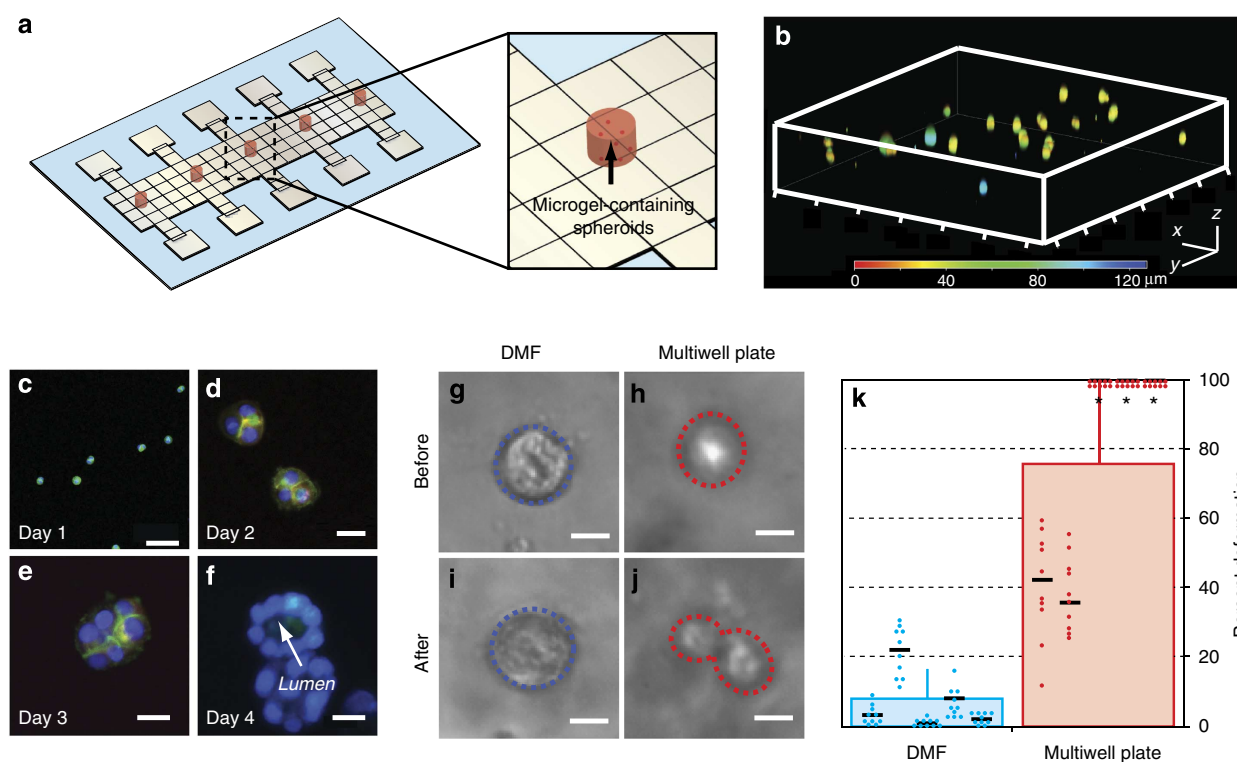 a
Microgel-containing
spheroids
b
x
y
z
0
40
80
120 μm
DMF
Multiwell plate
Before
After
c
Day 1
d
Day 2
e
Day 3
f
Lumen
Day 4
g
h
i
j
k
100
80
60
40
20
0
* * *
DMF
Multiwell plate